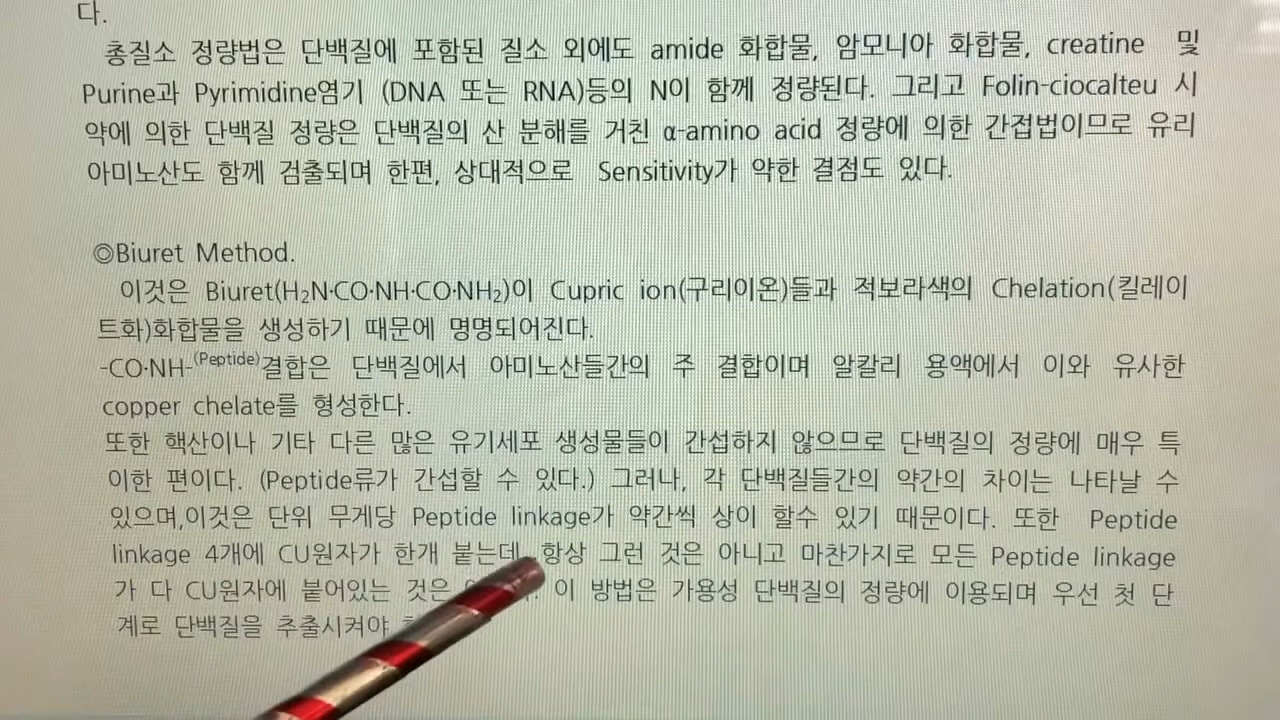 다.
총질소 정량법은 단백질에 포함된 질소 외에도 amide 화합물, 암모니아 화합물, creatine 및
Purine과 Pyrimidine염기 (DNA 또는 RNA)등의 N이 함께 정량된다. 그리고 Folin-ciocalteu 시
약에 의한 단백질 정량은 단백질의 산 분해를 거친 α-amino acid 정량에 의한 간접법이므로 유리
아미노산도 함께 검출되며 한편, 상대적으로 Sensitivity가 약한 결점도 있다.
◎Biuret Method.
이것은 Biuret(H₂N·CO·NH·CO·NH₂)이 Cupric ion(구리이온)들과 적보라색의 Chelation(킬레이
트화)화합물을 생성하기 때문에 명명되어진다.
-CO·NH-(Peptide)결합은 단백질에서 아미노산들간의 주 결합이며 알칼리 용액에서 이와 유사한
copper chelate를 형성한다.
또한 핵산이나 기타 다른 많은 유기세포 생성물들이 간섭하지 않으므로 단백질의 정량에 매우 특
이한 편이다. (Peptide류가 간섭할 수 있다.) 그러나, 각 단백질들간의 약간의 차이는 나타날 수
있으며,이것은 단위 무게당 Peptide linkage가 약간씩 상이 할수 있기 때문이다. 또한 Peptide
linkage 4개에 CU원자가 한개 붙는데, 항상 그런 것은 아니고 마찬가지로 모든 Peptide linkage
가 다 CU원자에 붙어있는 것은 이 방법은 가용성 단백질의 정량에 이용되며 우선 첫 단
계로 단백질을 추출시켜야